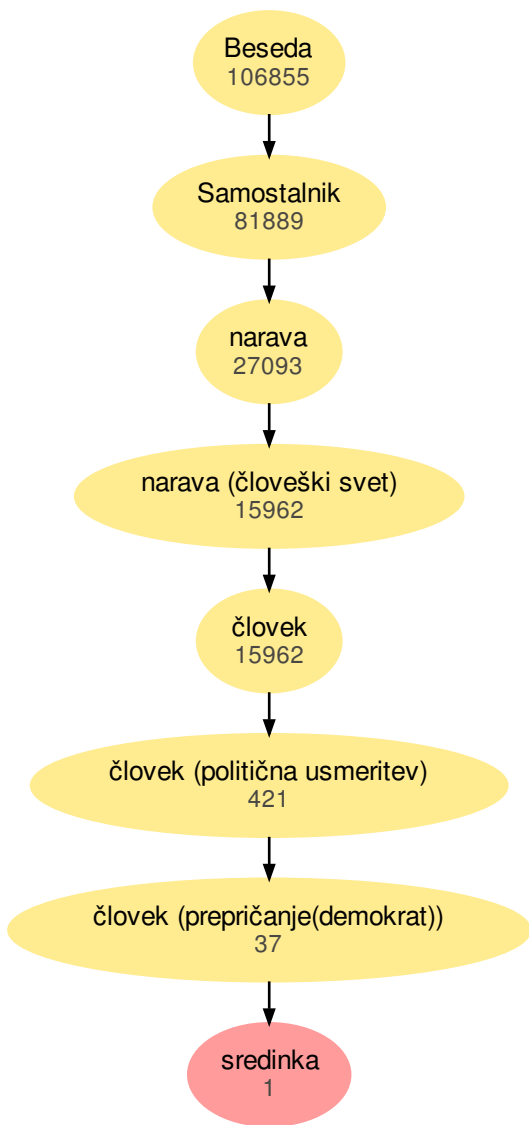 Beseda
106855
Samostalnik
81889
narava
27093
narava (človeški svet)
15962
človek
15962
človek (politična usmeritev)
421
človek (prepričanje(demokrat))
37
sredinka
1